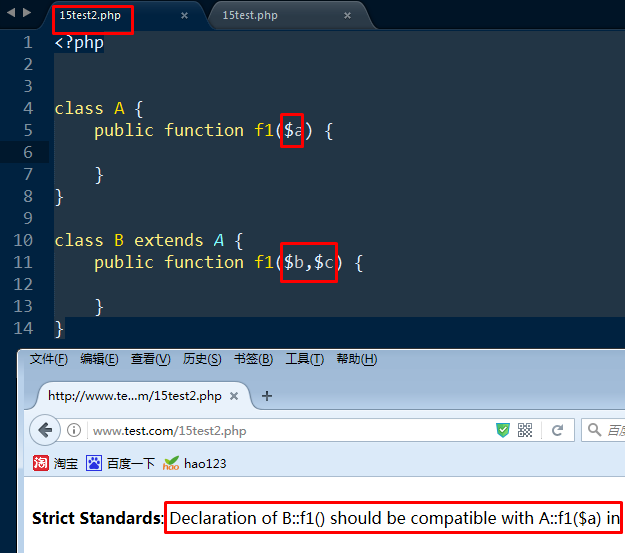 15test2.php × 15test.php ×
1 <?php
2
3
4 class A {
5     public function f1($a) {
6
7     }
8 }
9
10 class B extends A {
11     public function f1($b,$c) {
12
13     }
14 }
文件(F) 编辑(E) 查看(V) 历史(S) 书签(B) 工具(T) 帮助(H)
http://www.te...m/15test2.php × +
www.test.com/15test2.php 百度
淘 淘宝 百度一下 hao123
Strict Standards: Declaration of B::f1() should be compatible with A::f1($a) in